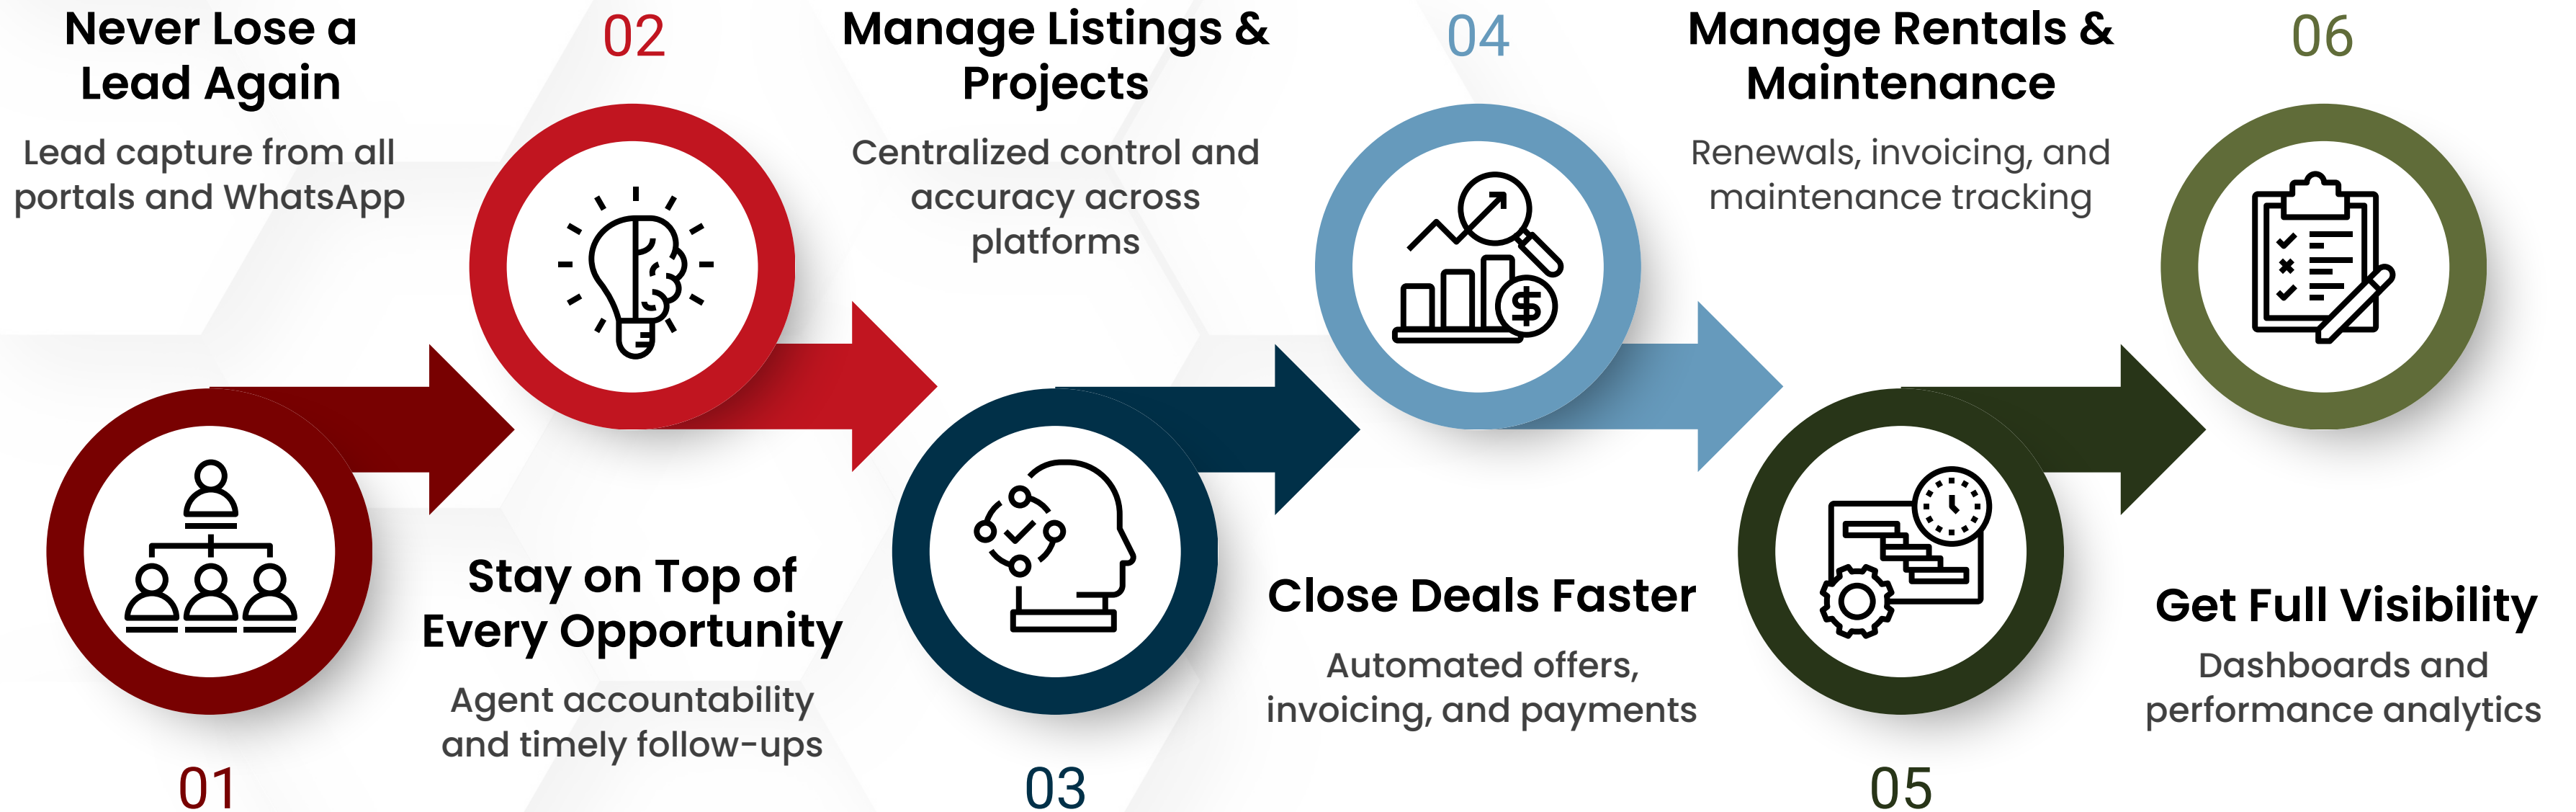 Never Lose a
Lead Again
Lead capture from all
portals and WhatsApp
01
02
Stay on Top of
Every Opportunity
Agent accountability
and timely follow-ups
Manage Listings &
Projects
Centralized control and
accuracy across
platforms
03
04
Close Deals Faster
Automated offers,
invoicing, and payments
Manage Rentals &
Maintenance
Renewals, invoicing, and
maintenance tracking
05
06
Get Full Visibility
Dashboards and
performance analytics
$